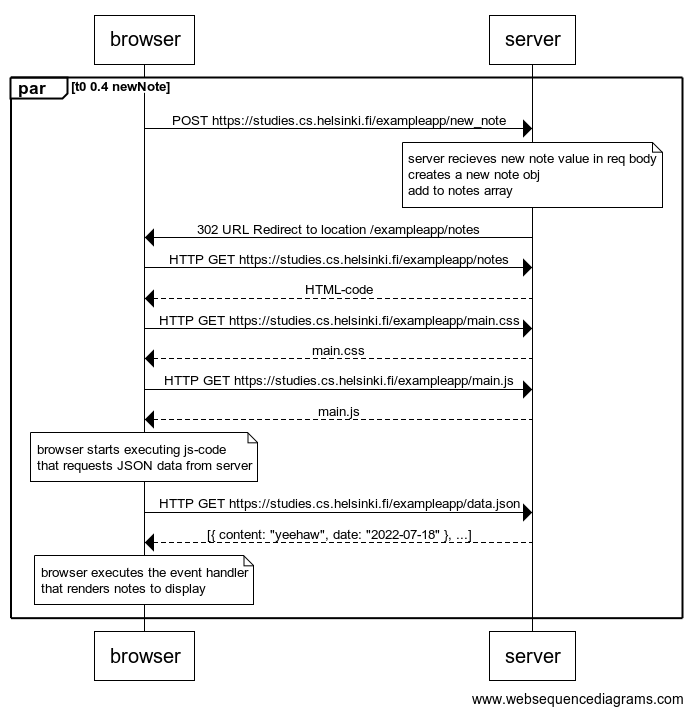 browser
server
par
[t0 0.4 newNote]
POST https://studies.cs.helsinki.fi/exampleapp/new_note
server recieves new note value in req body
creates a new note obj
add to notes array
302 URL Redirect to location /exampleapp/notes
HTTP GET https://studies.cs.helsinki.fi/exampleapp/notes
HTML-code
HTTP GET https://studies.cs.helsinki.fi/exampleapp/main.css
main.css
HTTP GET https://studies.cs.helsinki.fi/exampleapp/main.js
main.js
browser starts executing js-code
that requests JSON data from server
HTTP GET https://studies.cs.helsinki.fi/exampleapp/data.json
[{ content: "yeehaw", date: "2022-07-18" }, ...]
browser executes the event handler
that renders notes to display
browser
server
www.websequencediagrams.com